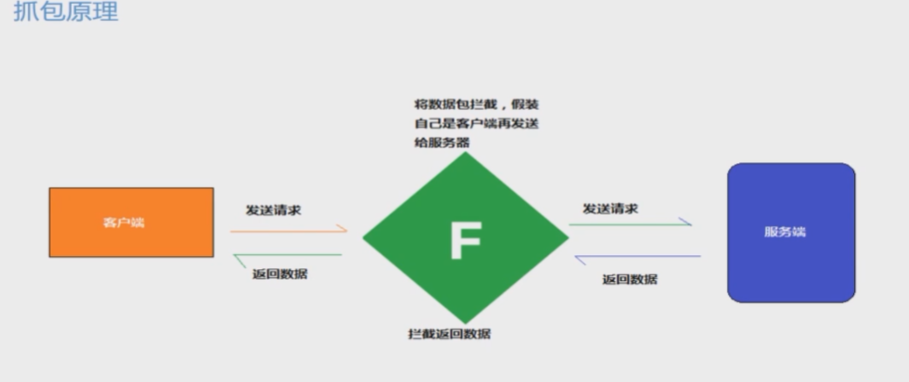 抓包原理
将数据包拦截，假装
自己是客户端再发送
给服务器
客户端
发送请求
返回数据
F
发送请求
返回数据
服务端
拦截返回数据